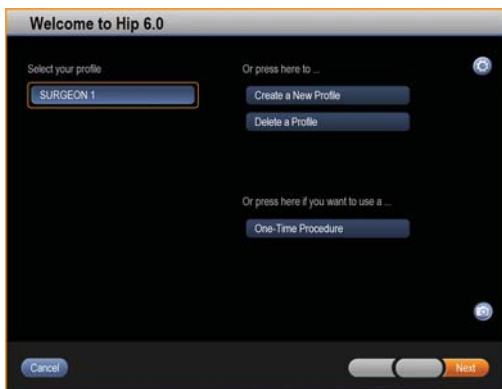 Welcome to Hip 6.0
Select your profile
SURGEON 1
Or press here to ...
Create a New Profile
Delete a Profile
Or press here if you want to use a ...
One-Time Procedure
Cancel
Next